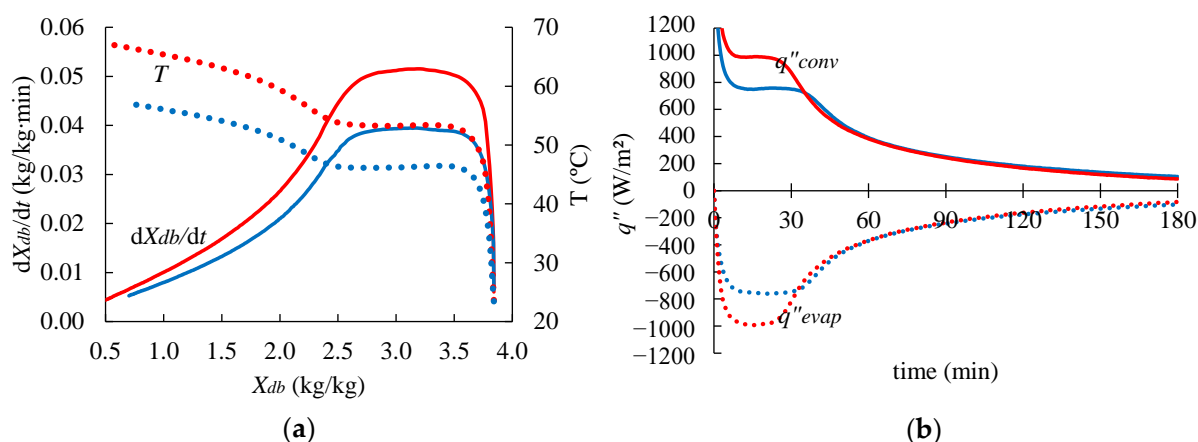 0.06
0.05
0.04
0.03
0.02
0.01
0.00
dXdb/dt (kg/kg·min)
T
dXdb/dt
70
60
50
40
30
20
T (ºC)
0.5 1.0 1.5 2.0 2.5 3.0 3.5 4.0
Xdb (kg/kg)
(a)
1200
1000
800
600
400
200
0
−200
−400
−600
−800
−1000
−1200
q" (W/m²)
q"conv
0 30 60 90 120 150 180
q"evap
time (min)
(b)